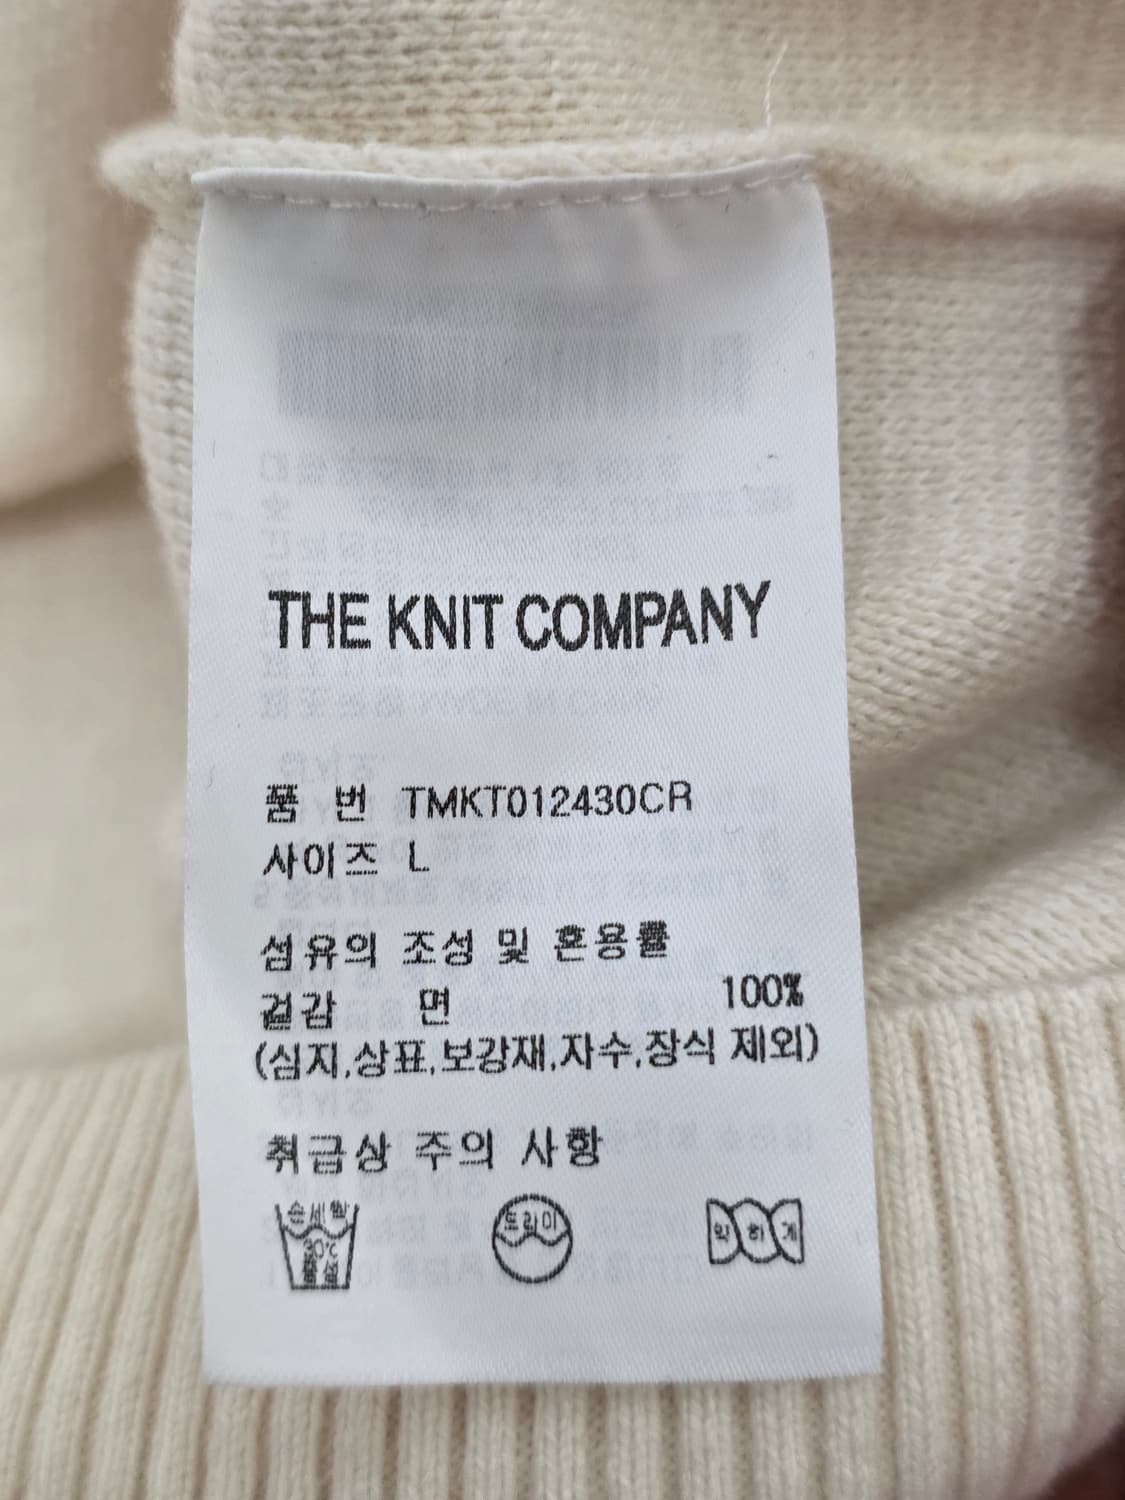 THE KNIT COMPANY
품 번 TMKT012430CR
사이즈 L
섬유의 조성 및 혼용률
겉감 면 100%
(심지,상표,보강재,자수,장식 제외)
취급상 주의 사항
손세탁 드라이 약하게
30℃
중성